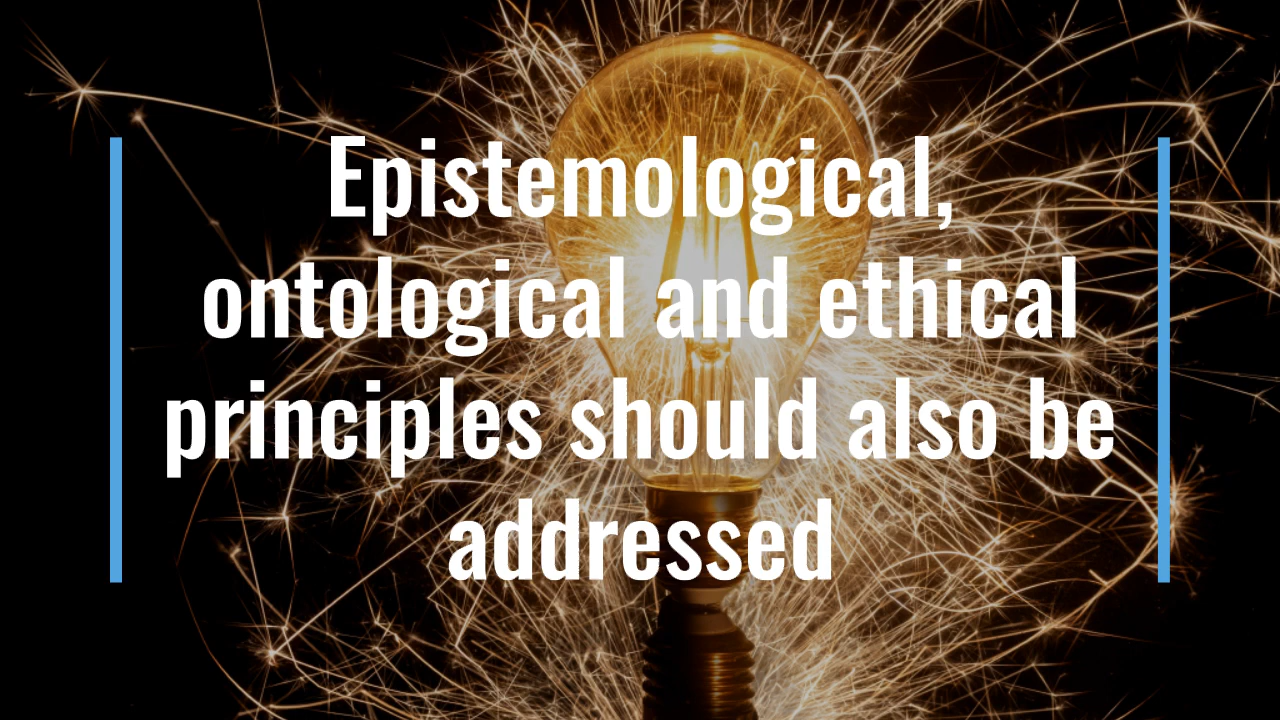 Epistemological,
ontological and ethical
principles should also be
addressed